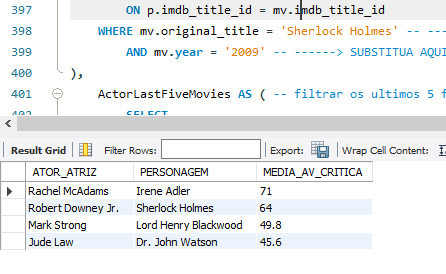 397 ON p.imdb_title_id = mv.imdb_title_id
398 WHERE mv.original_title = 'Sherlock Holmes' -- ---
399 AND mv.year = '2009' -- ------> SUBSTITUA AQUI
400 ),
401 ActorLastFiveMovies AS ( -- filtrar os ultimos 5 f
402 SELECT
Result Grid Filter Rows: Export: Wrap Cell Content:
ATOR_ATRIZ PERSONAGEM MEDIA_AV_CRITICA
Rachel McAdams Irene Adler 71
Robert Downey Jr. Sherlock Holmes 64
Mark Strong Lord Henry Blackwood 49.8
Jude Law Dr. John Watson 45.6